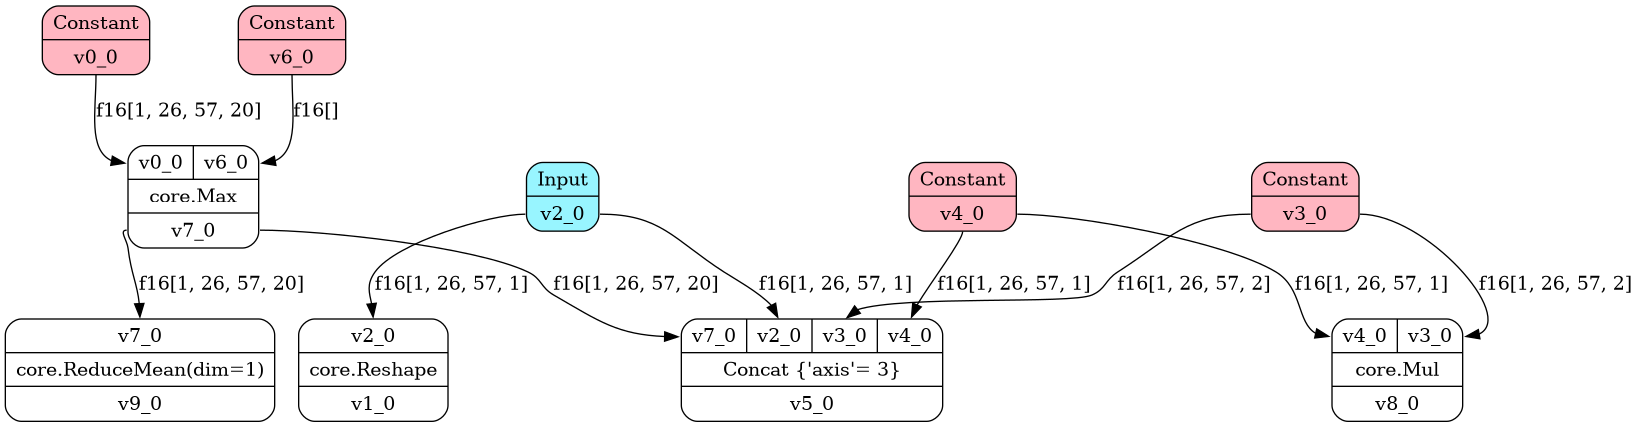 Constant
v0_0
Constant
v6_0
f16[1, 26, 57, 20]
f16[]
v0_0 v6_0
core.Max
v7_0
Input
v2_0
Constant
v4_0
Constant
v3_0
f16[1, 26, 57, 20]
f16[1, 26, 57, 1]
f16[1, 26, 57, 20]
f16[1, 26, 57, 1]
f16[1, 26, 57, 1]
f16[1, 26, 57, 2]
f16[1, 26, 57, 1]
f16[1, 26, 57, 2]
v7_0
core.ReduceMean(dim=1)
v9_0
v2_0
core.Reshape
v1_0
v7_0 v2_0 v3_0 v4_0
Concat {'axis'= 3}
v5_0
v4_0 v3_0
core.Mul
v8_0